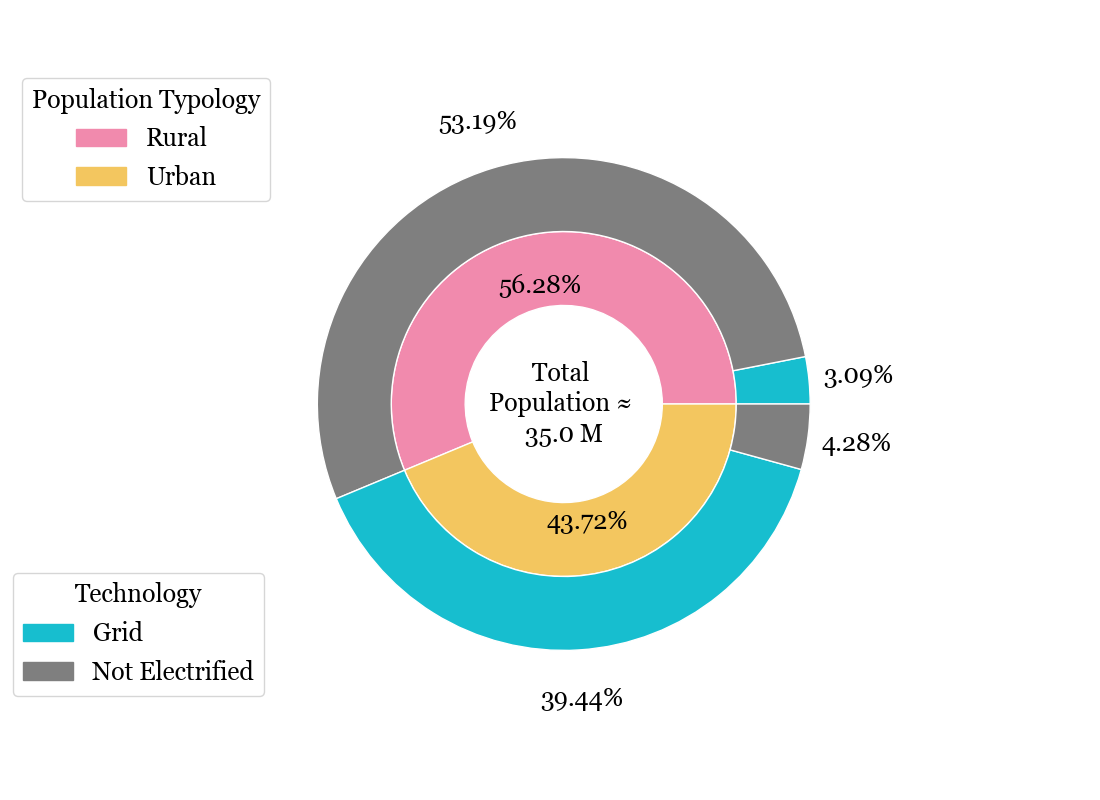 Population Typology
Rural
Urban
53.19%
56.28%
Total
Population ≈
35.0 M
3.09%
4.28%
43.72%
39.44%
Technology
Grid
Not Electrified